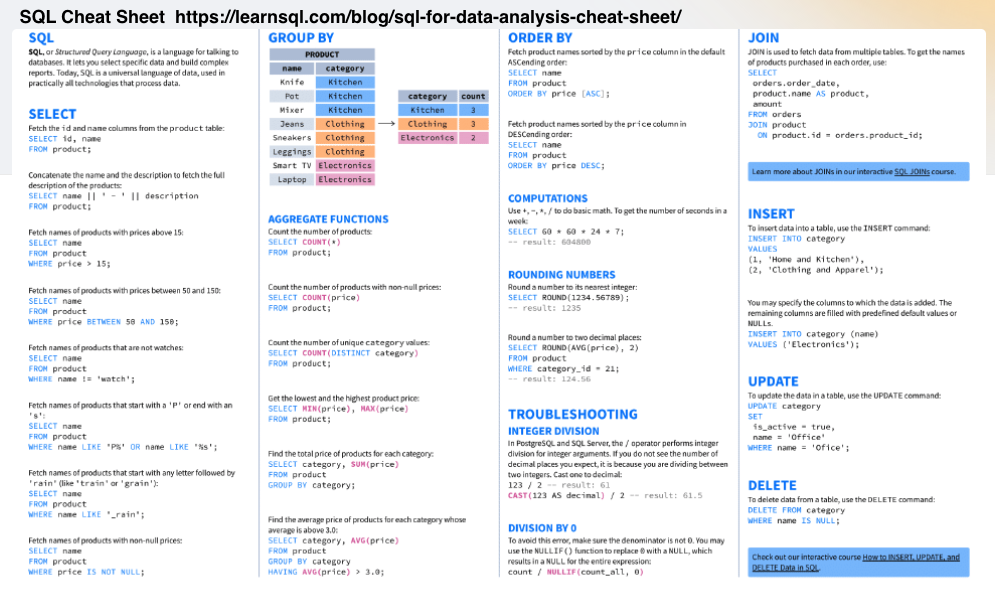 SQL Cheat Sheet https://learnsql.com/blog/sql-for-data-analysis-cheat-sheet/
SQL
SQL, or Structured Query Language, is a language for talking to
databases. It lets you select specific data and build complex
reports. Today, SQL is a universal language of data, used in
practically all technologies that process data.
SELECT
Fetch the id and name columns from the product table:
SELECT id, name
FROM product;
Concatenate the name and the description to fetch the full
description of the products:
SELECT name || ' - ' || description
FROM product;
Fetch names of products with prices above 15:
SELECT name
FROM product
WHERE price > 15;
Fetch names of products with prices between 50 and 150:
SELECT name
FROM product
WHERE price BETWEEN 50 AND 150;
Fetch names of products that are not watches:
SELECT name
FROM product
WHERE name != 'watch';
Fetch names of products that start with a 'P' or end with an
's':
SELECT name
FROM product
WHERE name LIKE 'P%' OR name LIKE '%s';
Fetch names of products that start with any letter followed by
'rain' (like 'train' or 'grain'):
SELECT name
FROM product
WHERE name LIKE '_rain';
Fetch names of products with non-null prices:
SELECT name
FROM product
WHERE price IS NOT NULL;
GROUP BY
PRODUCT
name category
Knife Kitchen
Pot Kitchen
Mixer Kitchen
Jeans Clothing
Sneakers Clothing
Leggings Clothing
Smart TV Electronics
Laptop Electronics
category count
Kitchen 3
Clothing 3
Electronics 2
AGGREGATE FUNCTIONS
Count the number of products:
SELECT COUNT(*)
FROM product;
Count the number of products with non-null prices:
SELECT COUNT(price)
FROM product;
Count the number of unique category values:
SELECT COUNT(DISTINCT category)
FROM product;
Get the lowest and the highest product price:
SELECT MIN(price), MAX(price)
FROM product;
Find the total price of products for each category:
SELECT category, SUM(price)
FROM product
GROUP BY category;
Find the average price of products for each category whose
average is above 3.0:
SELECT category, AVG(price)
FROM product
GROUP BY category
HAVING AVG(price) > 3.0;
ORDER BY
Fetch product names sorted by the price column in the default
ASCending order:
SELECT name
FROM product
ORDER BY price [ASC];
Fetch product names sorted by the price column in
DESCending order:
SELECT name
FROM product
ORDER BY price DESC;
COMPUTATIONS
Use +, -, *, / to do basic math. To get the number of seconds in a
week:
SELECT 60 * 60 * 24 * 7;
-- result: 604800
ROUNDING NUMBERS
Round a number to its nearest integer:
SELECT ROUND(1234.56789);
-- result: 1235
Round a number to two decimal places:
SELECT ROUND(AVG(price), 2)
FROM product
WHERE category_id = 21;
-- result: 124.56
TROUBLESHOOTING
INTEGER DIVISION
In PostgreSQL and SQL Server, the / operator performs integer
division for integer arguments. If you do not see the number of
decimal places you expect, it is because you are dividing between
two integers. Cast one to decimal:
123 / 2 -- result: 61
CAST(123 AS decimal) / 2 -- result: 61.5
DIVISION BY 0
To avoid this error, make sure the denominator is not 0. You may
use the NULLIF() function to replace 0 with a NULL, which
results in a NULL for the entire expression:
count / NULLIF(count_all, 0)
JOIN
JOIN is used to fetch data from multiple tables. To get the names
of products purchased in each order, use:
SELECT
orders.order_date,
product.name AS product,
amount
FROM orders
JOIN product
ON product.id = orders.product_id;
Learn more about JOINs in our interactive SQL JOINs course.
INSERT
To insert data into a table, use the INSERT command:
INSERT INTO category
VALUES
(1, 'Home and Kitchen'),
(2, 'Clothing and Apparel');
You may specify the columns to which the data is added. The
remaining columns are filled with predefined default values or
NULLs.
INSERT INTO category (name)
VALUES ('Electronics');
UPDATE
To update the data in a table, use the UPDATE command:
UPDATE category
SET
is_active = true,
name = 'Office'
WHERE name = 'Ofice';
DELETE
To delete data from a table, use the DELETE command:
DELETE FROM category
WHERE name IS NULL;
Check out our interactive course How to INSERT, UPDATE, and
DELETE Data in SQL.